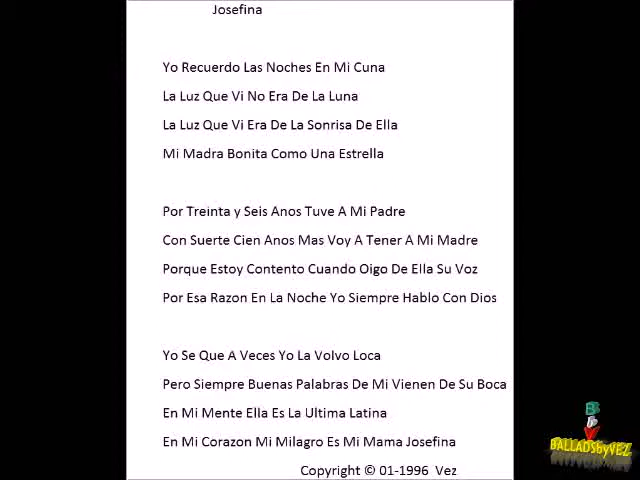 Josefina
Yo Recuerdo Las Noches En Mi Cuna
La Luz Que Vi No Era De La Luna
La Luz Que Vi Era De La Sonrisa De Ella
Mi Madra Bonita Como Una Estrella
Por Treinta y Seis Anos Tuve A Mi Padre
Con Suerte Cien Anos Mas Voy A Tener A Mi Madre
Porque Estoy Contento Cuando Oigo De Ella Su Voz
Por Esa Razon En La Noche Yo Siempre Hablo Con Dios
Yo Se Que A Veces Yo La Volvo Loca
Pero Siempre Buenas Palabras De Mi Vienen De Su Boca
En Mi Mente Ella Es La Ultima Latina
En Mi Corazon Mi Milagro Es Mi Mama Josefina
Copyright © 01-1996 Vez
BALLADSbyVEZ